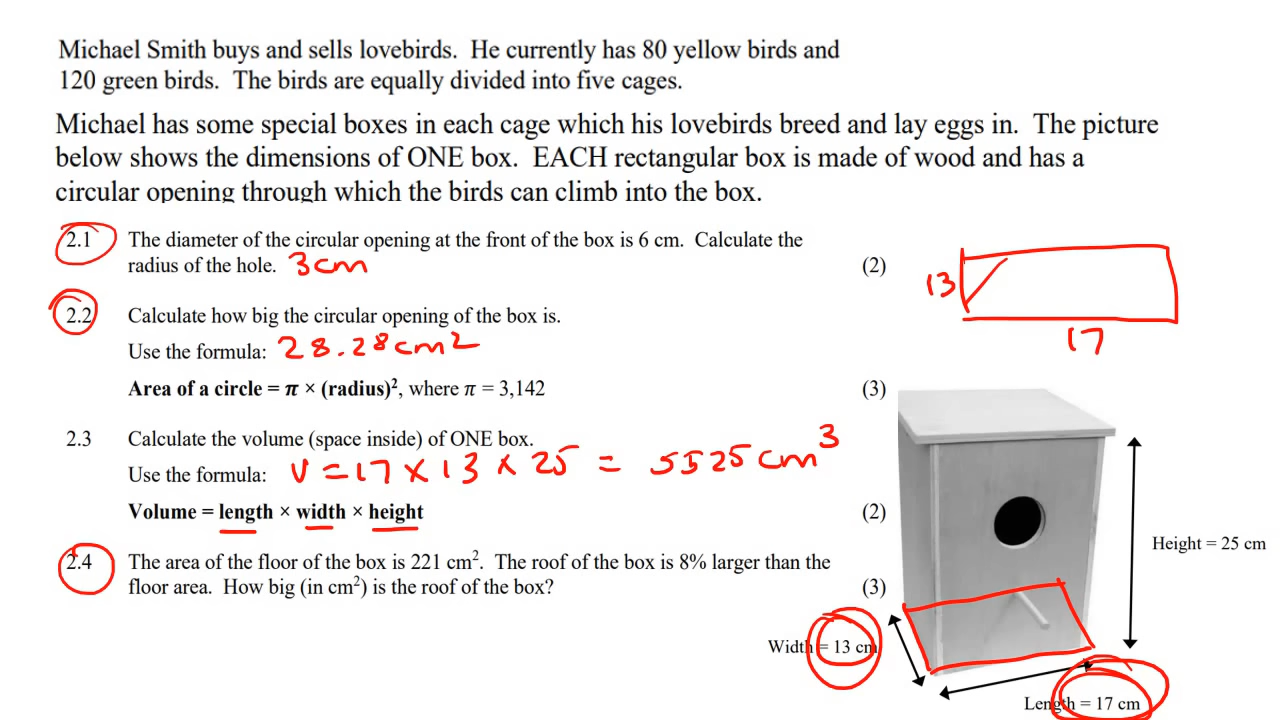 Michael Smith buys and sells lovebirds. He currently has 80 yellow birds and
120 green birds. The birds are equally divided into five cages.
Michael has some special boxes in each cage which his lovebirds breed and lay eggs in. The picture
below shows the dimensions of ONE box. EACH rectangular box is made of wood and has a
circular opening through which the birds can climb into the box.
2.1 The diameter of the circular opening at the front of the box is 6 cm. Calculate the
radius of the hole. 3cm (2)
2.2 Calculate how big the circular opening of the box is.
Use the formula: 28.28cm²
Area of a circle = π × (radius)², where π = 3,142 (3)
2.3 Calculate the volume (space inside) of ONE box.
Use the formula: V = 17 × 13 × 25 = 5525 cm³
Volume = length × width × height (2)
2.4 The area of the floor of the box is 221 cm². The roof of the box is 8% larger than the
floor area. How big (in cm²) is the roof of the box? (3)
13
17
Height = 25 cm
Width = 13 cm
Length = 17 cm